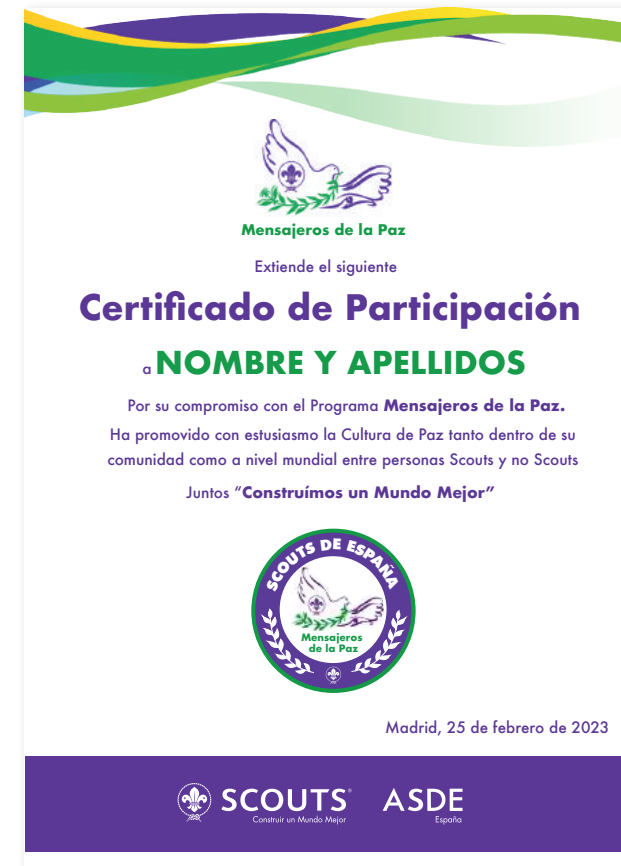 Mensajeros de la Paz
Extiende el siguiente
Certificado de Participación
a NOMBRE Y APELLIDOS
Por su compromiso con el Programa Mensajeros de la Paz.
Ha promovido con estusiasmo la Cultura de Paz tanto dentro de su
comunidad como a nivel mundial entre personas Scouts y no Scouts
Juntos “Construímos un Mundo Mejor”
SCOUTS DE ESPAÑA
Mensajeros
de la Paz
Madrid, 25 de febrero de 2023
SCOUTS® ASDE
Construir un Mundo Mejor España